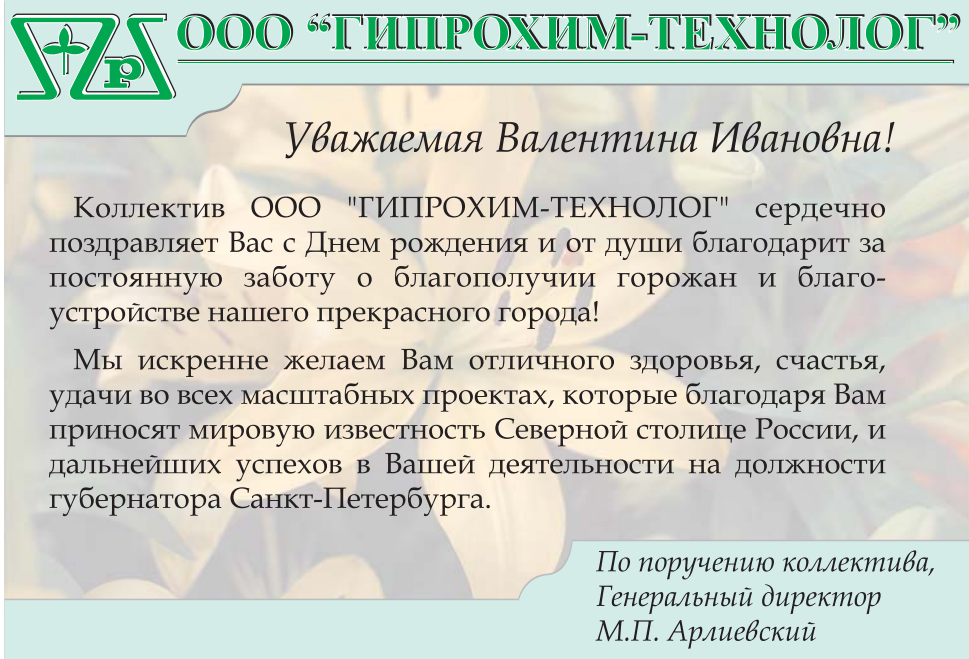 ООО “ГИПРОХИМ-ТЕХНОЛОГ”
Уважаемая Валентина Ивановна!
Коллектив ООО "ГИПРОХИМ-ТЕХНОЛОГ" сердечно
поздравляет Вас с Днем рождения и от души благодарит за
постоянную заботу о благополучии горожан и благо-
устройстве нашего прекрасного города!
Мы искренне желаем Вам отличного здоровья, счастья,
удачи во всех масштабных проектах, которые благодаря Вам
приносят мировую известность Северной столице России, и
дальнейших успехов в Вашей деятельности на должности
губернатора Санкт-Петербурга.
По поручению коллектива,
Генеральный директор
М.П. Арлиевский